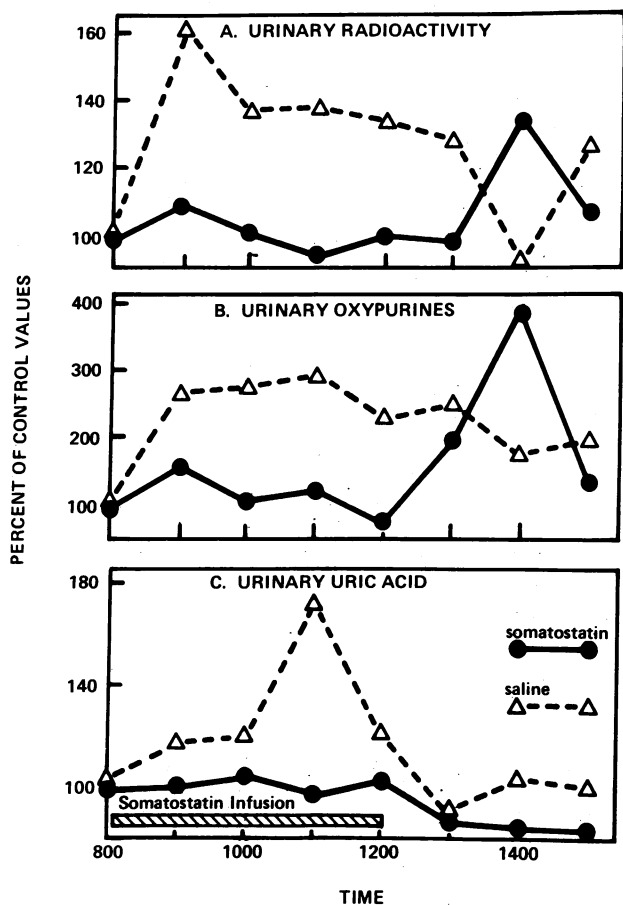 A. URINARY RADIOACTIVITY
160
140
120
100
B. URINARY OXYPURINES
400
300
200
100
PERCENT OF CONTROL VALUES
C. URINARY URIC ACID
180
140
100
somatostatin
saline
Somatostatin Infusion
800 1000 1200 1400
TIME